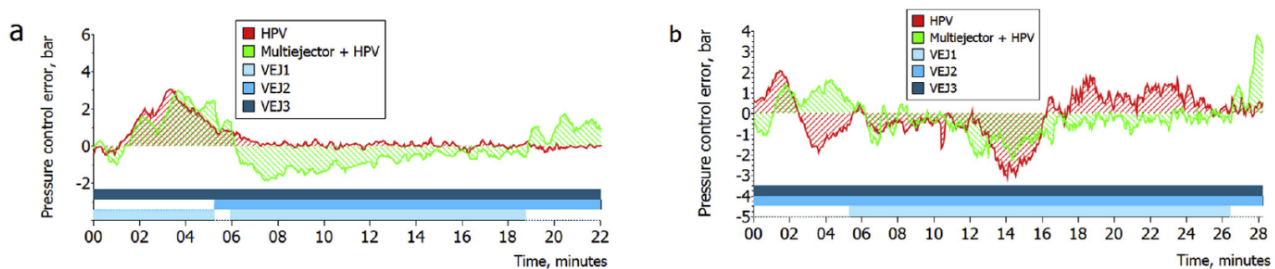 a
Pressure control error, bar
6
4
2
0
-2
HPV
Multiejector + HPV
VEJ1
VEJ2
VEJ3
00 02 04 06 08 10 12 14 16 18 20 22
Time, minutes
b
Pressure control error, bar
4
3
2
1
0
-1
-2
-3
-4
-5
HPV
Multiejector + HPV
VEJ1
VEJ2
VEJ3
00 02 04 06 08 10 12 14 16 18 20 22 24 26 28
Time, minutes